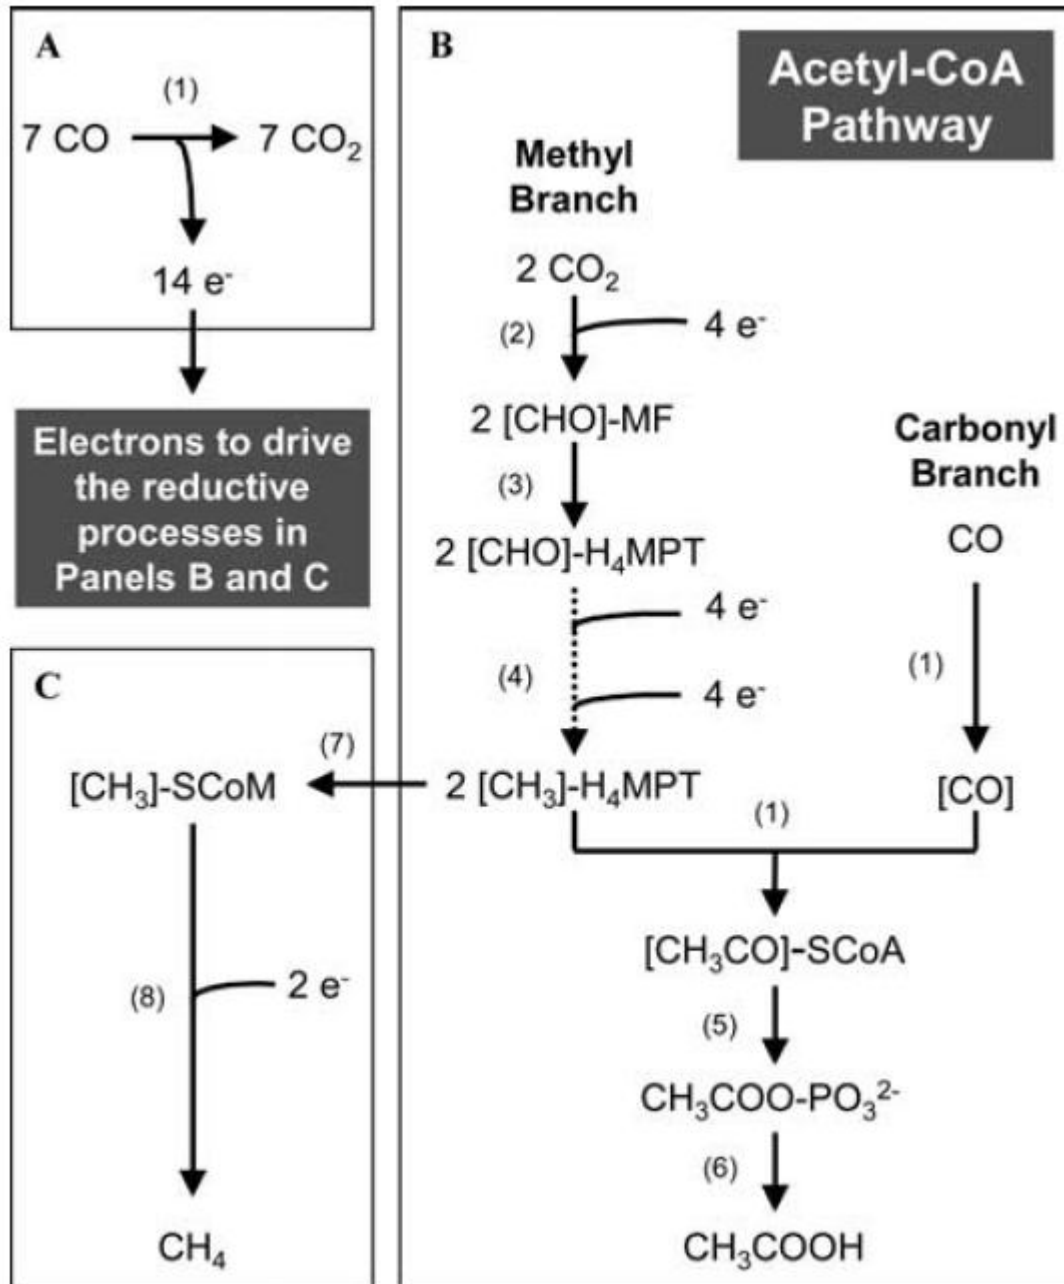 A
(1)
7 CO 7 CO₂
14 e⁻
Electrons to drive
the reductive
processes in
Panels B and C
B
Acetyl-CoA
Pathway
Methyl
Branch
2 CO₂
(2)
4 e⁻
2 [CHO]-MF
(3)
2 [CHO]-H₄MPT
4 e⁻
(4)
4 e⁻
2 [CH₃]-H₄MPT
Carbonyl
Branch
CO
(1)
[CO]
(1)
[CH₃CO]-SCoA
(5)
CH₃COO-PO₃²⁻
(6)
CH₃COOH
C
(7)
[CH₃]-SCoM
(8)
2 e⁻
CH₄